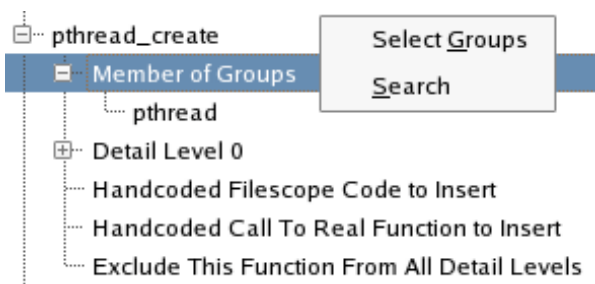 pthread_create
Select Groups
Member of Groups
Search
pthread
Detail Level 0
Handcoded Filescope Code to Insert
Handcoded Call To Real Function to Insert
Exclude This Function From All Detail Levels